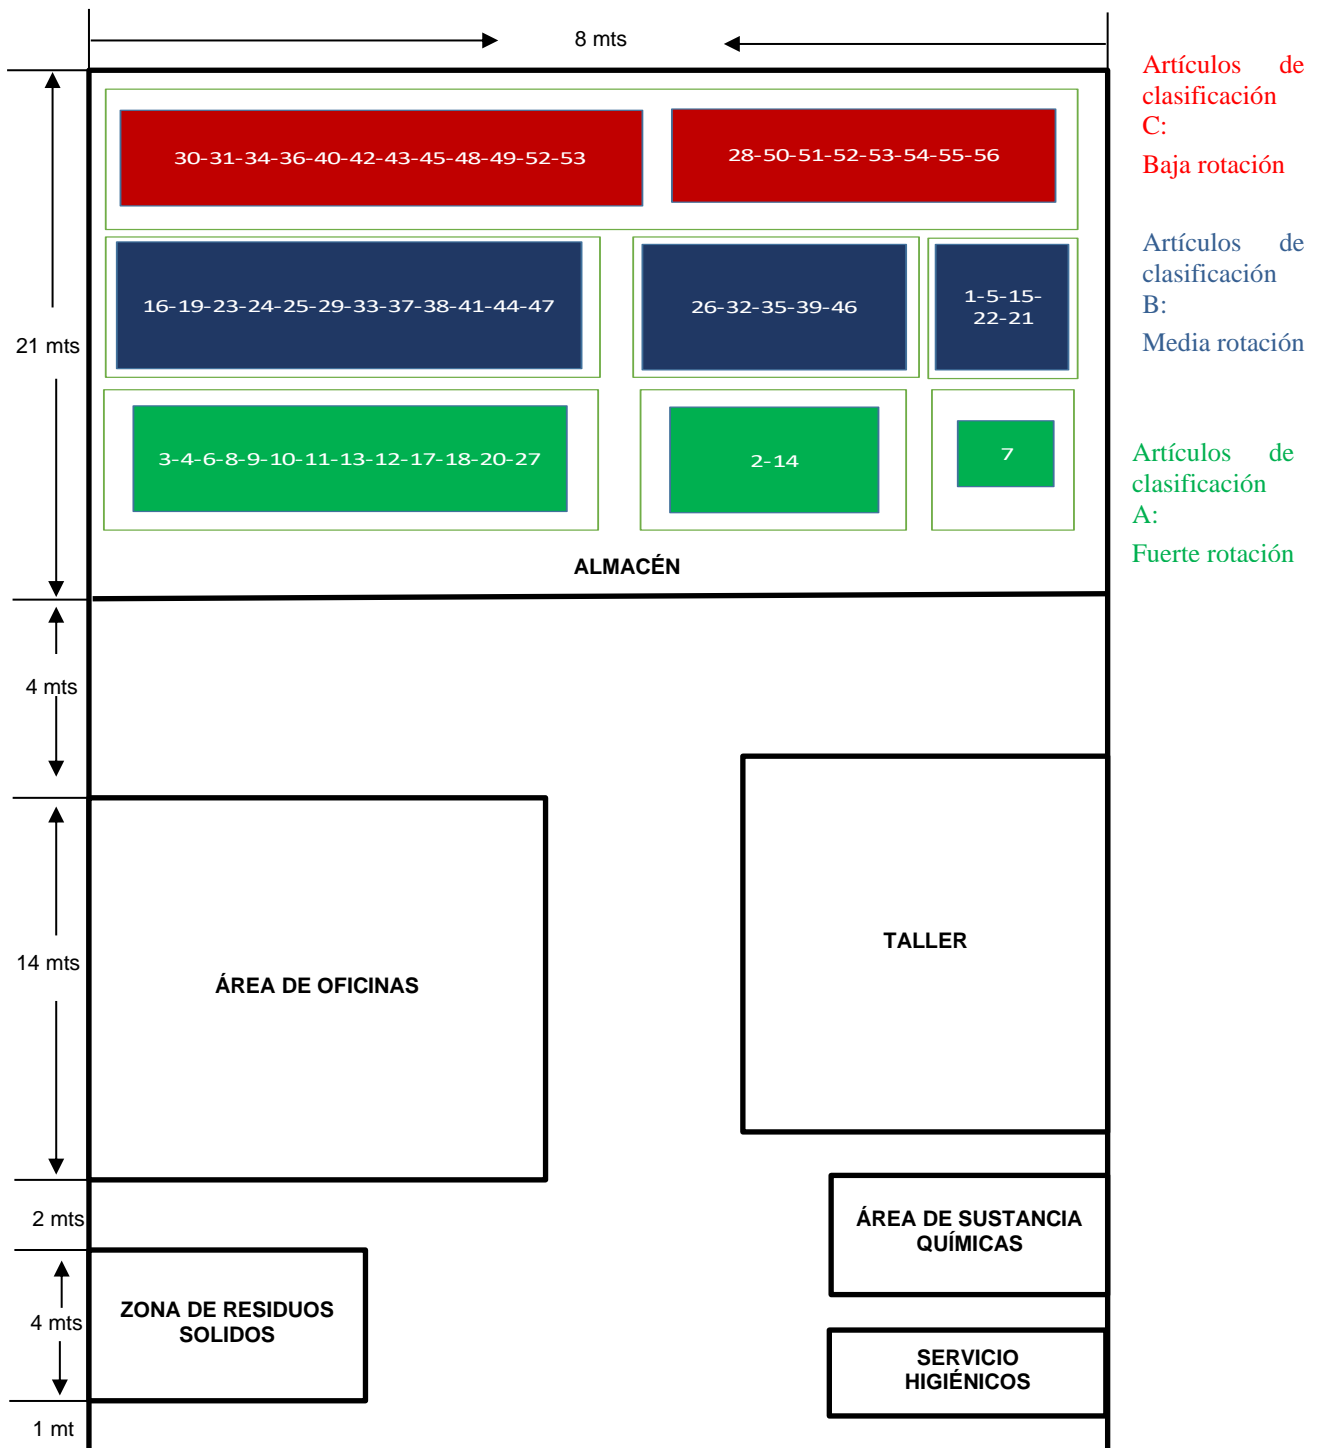 8 mts
Artículos de
clasificación
C:
Baja rotación
30-31-34-36-40-42-43-45-48-49-52-53
28-50-51-52-53-54-55-56
Artículos de
clasificación
B:
Media rotación
16-19-23-24-25-29-33-37-38-41-44-47
26-32-35-39-46
1-5-15-
22-21
21 mts
Artículos de
clasificación
A:
Fuerte rotación
3-4-6-8-9-10-11-13-12-17-18-20-27
2-14
7
ALMACÉN
4 mts
14 mts
ÁREA DE OFICINAS
TALLER
2 mts
ÁREA DE SUSTANCIA
QUÍMICAS
4 mts
ZONA DE RESIDUOS
SOLIDOS
SERVICIO
HIGIÉNICOS
1 mt